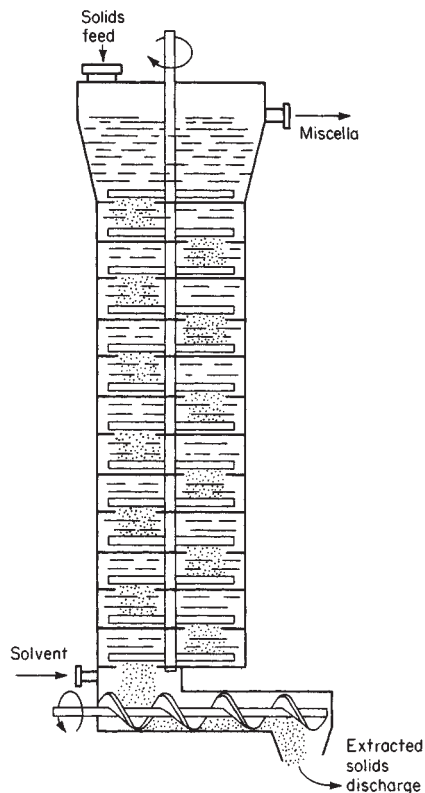 Solids
feed
Miscella
Solvent
Extracted
solids
discharge